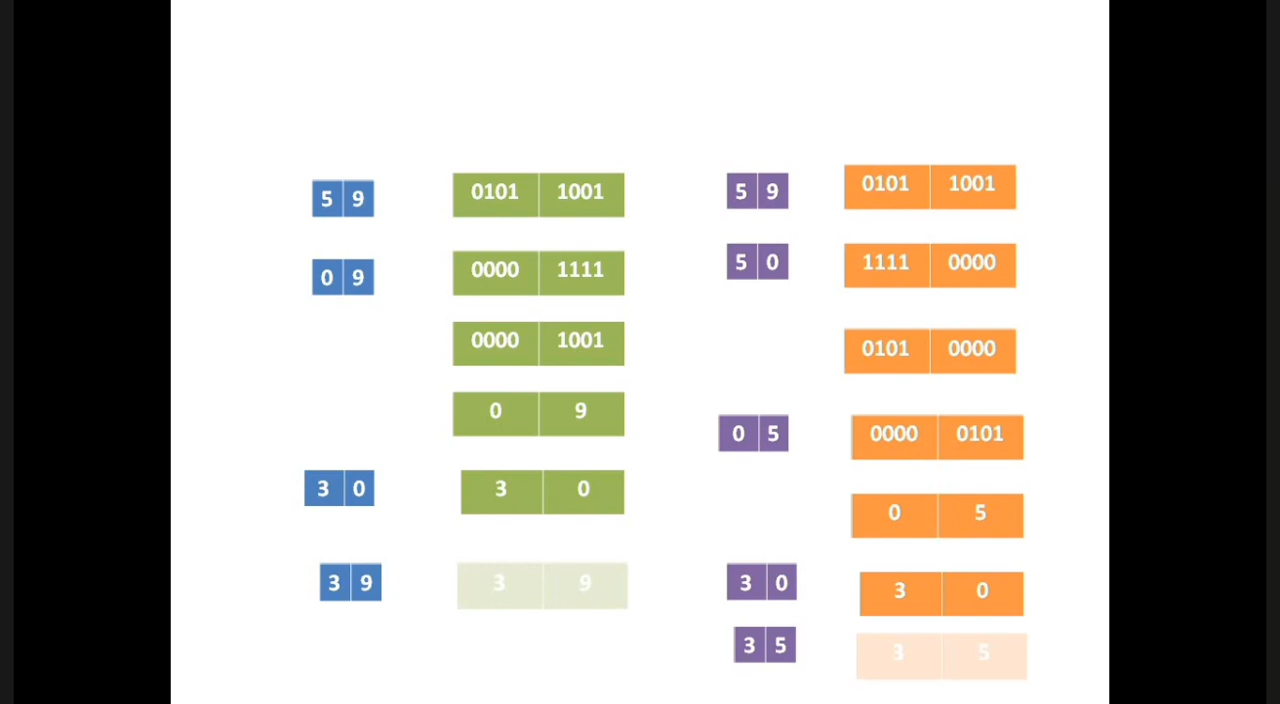 5 9 0101 1001
0 9 0000 1111
0000 1001
0 9
3 0 3 0
3 9 3 9
5 9 0101 1001
5 0 1111 0000
0101 0000
0 5 0000 0101
0 5
3 0 3 0
3 5 3 5